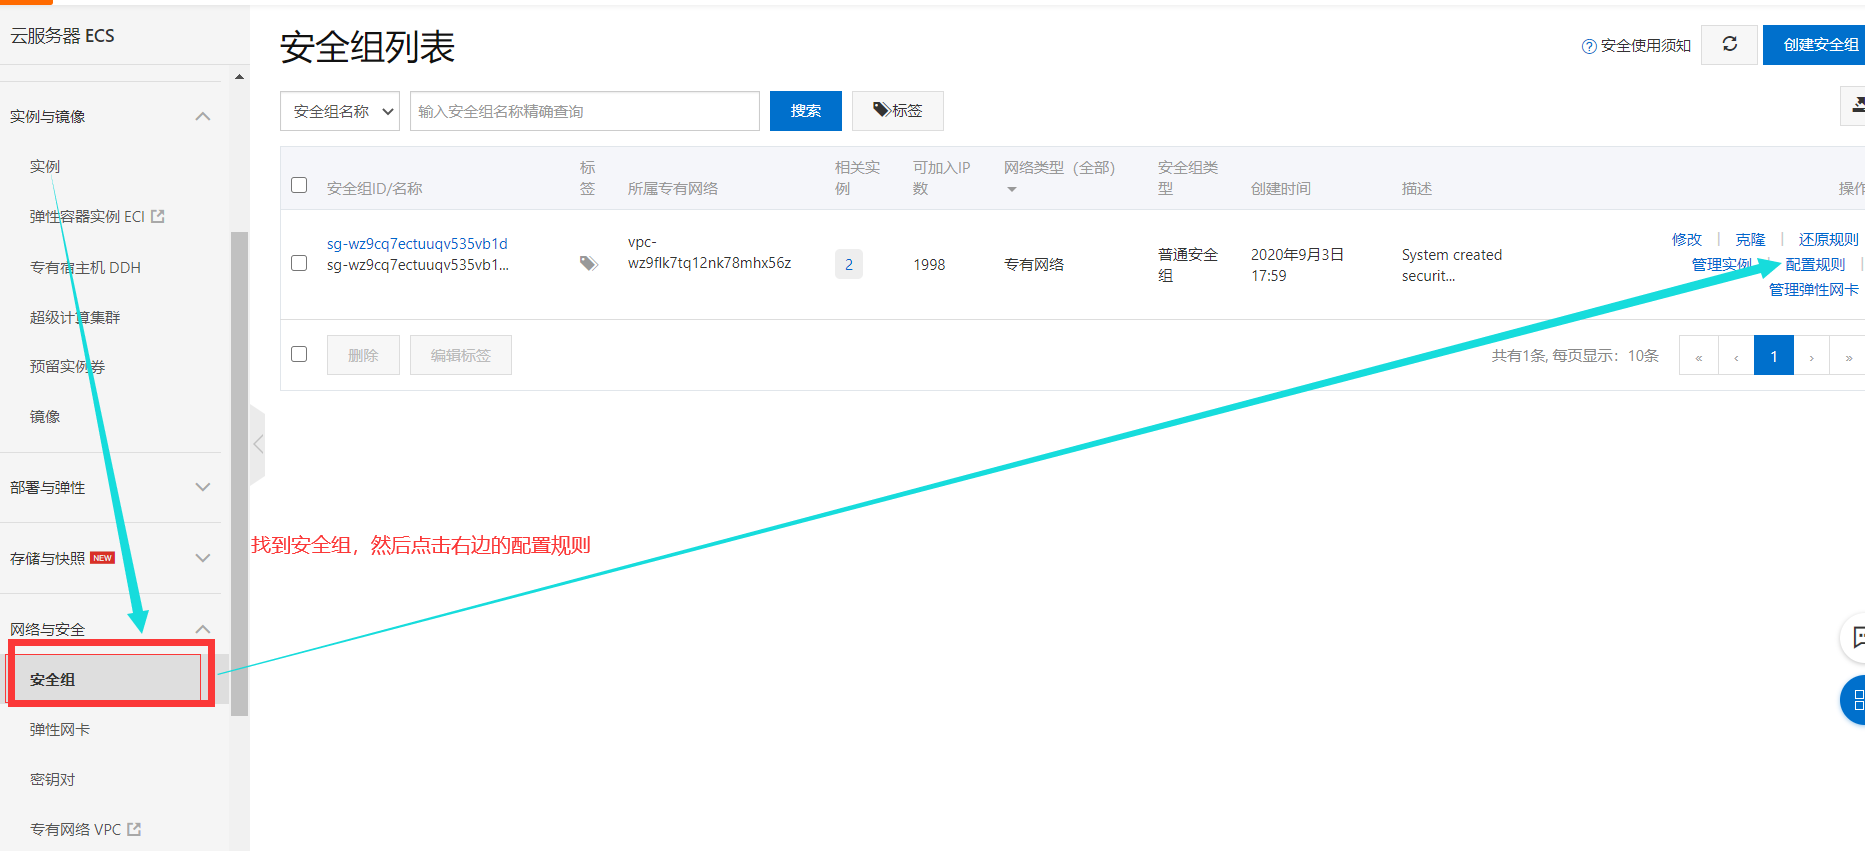 云服务器 ECS
实例与镜像
实例
弹性容器实例 ECI
专有宿主机 DDH
超级计算集群
预留实例券
镜像
部署与弹性
存储与快照 NEW
网络与安全
安全组
弹性网卡
密钥对
专有网络 VPC
安全组列表
安全使用须知
创建安全组
安全组名称
输入安全组名称精确查询
搜索
标签
安全组ID/名称
标
签
所属专有网络
相关实
例
可加入IP
数
网络类型（全部）
安全组类
型
创建时间
描述
操作
sg-wz9cq7ectuuqv535vb1d
sg-wz9cq7ectuuqv535vb1...
vpc-
wz9flk7tq12nk78mhx56z
2
1998
专有网络
普通安全
组
2020年9月3日
17:59
System created
securit...
修改 | 克隆 | 还原规则
管理实例 | 配置规则 |
管理弹性网卡
删除
编辑标签
共有1条, 每页显示：10条
« ‹ 1 › »
找到安全组，然后点击右边的配置规则